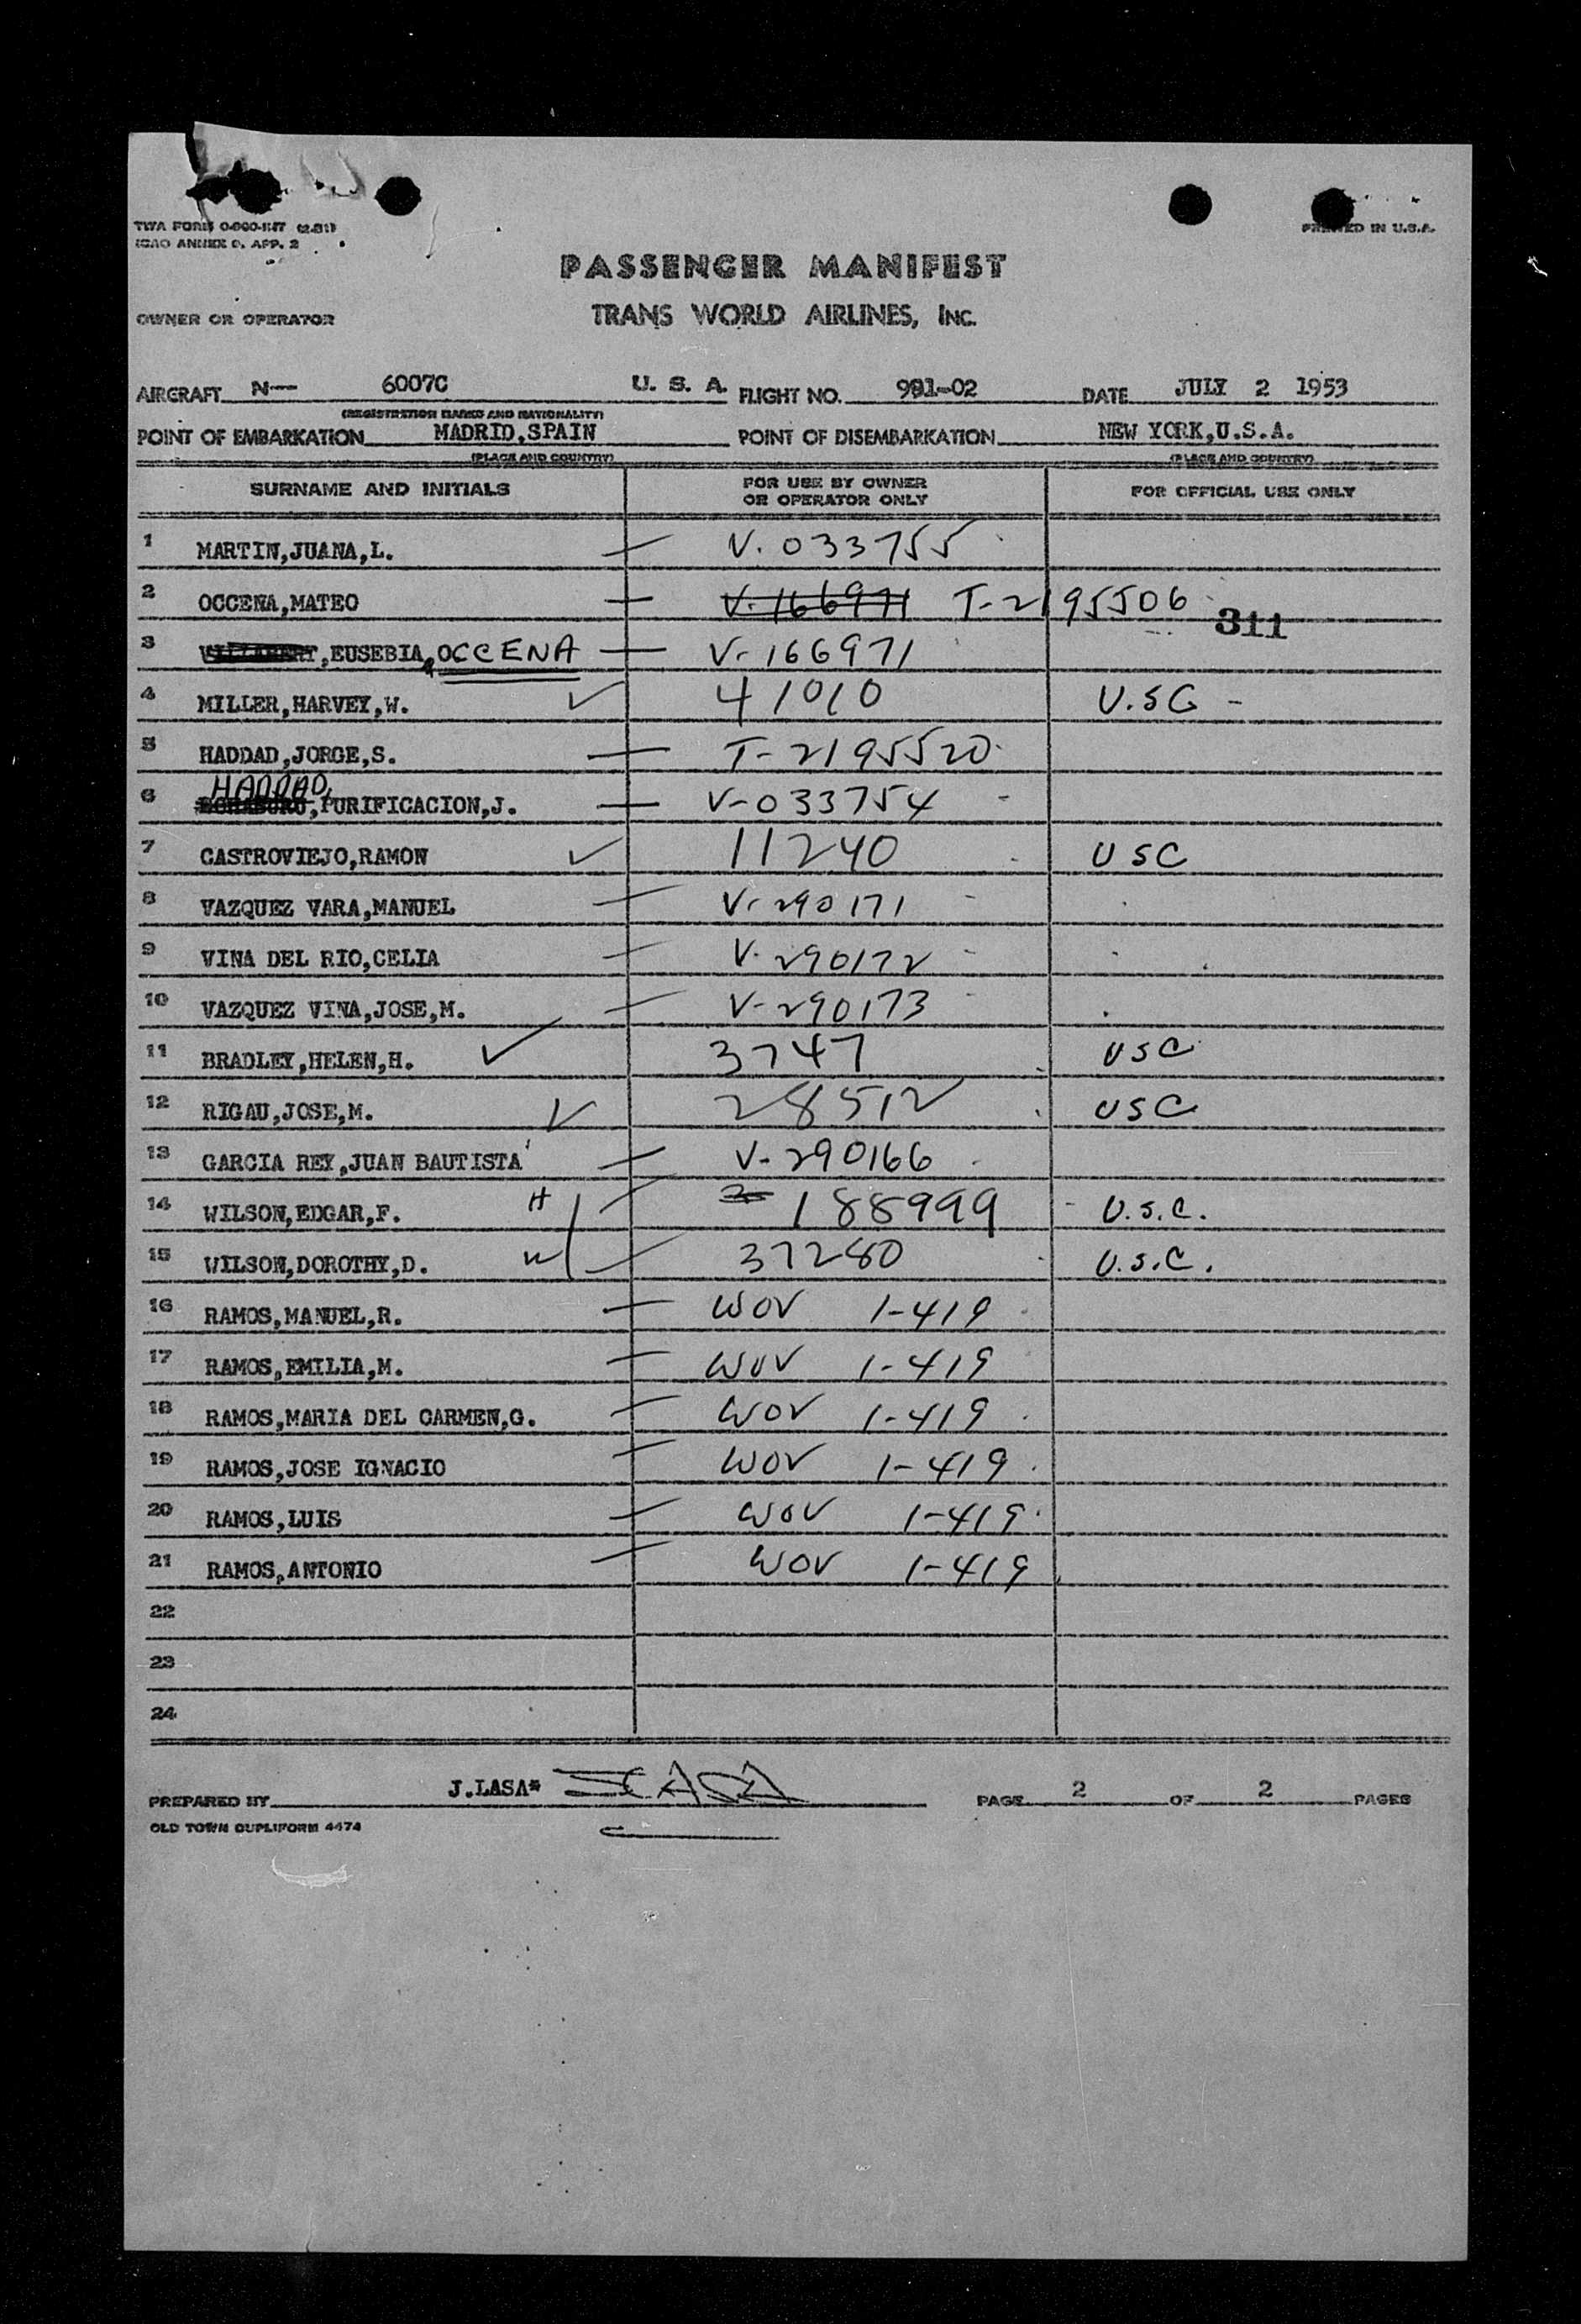 TWA FORM 0-900-INT (2-51)
ICAO ANNEX 9, APP. 2
PRINTED IN U.S.A.
PASSENGER MANIFEST
OWNER OR OPERATOR TRANS WORLD AIRLINES, INC.
AIRCRAFT N— 6007C U. S. A. FLIGHT NO. 981-02 DATE JULY 2 1953
(REGISTRATION MARKS AND NATIONALITY)
POINT OF EMBARKATION MADRID,SPAIN POINT OF DISEMBARKATION NEW YORK,U.S.A.
(PLACE AND COUNTRY) (PLACE AND COUNTRY)
SURNAME AND INITIALS FOR USE BY OWNER OR OPERATOR ONLY FOR OFFICIAL USE ONLY
1 MARTIN,JUANA,L. — V. 033755
2 OCCENA,MATEO — V-166971 T-2195506
311
3 ,EUSEBIA,OCCENA — V-166971
4 MILLER,HARVEY,W. ✓ 41010 U.SC -
5 HADDAD,JORGE,S. — T-2195520
HADDAD
6 ,PURIFICACION,J. — V-033754
7 CASTROVIEJO,RAMON ✓ 11240 USC
8 VAZQUEZ VARA,MANUEL — V-290171
9 VINA DEL RIO,CELIA — V-290172
10 VAZQUEZ VINA,JOSE,M. — V-290173
11 BRADLEY,HELEN,H. ✓ 3747 USC
12 RIGAU,JOSE,M. ✓ 28512 USC
13 GARCIA REY,JUAN BAUTISTA — V-290166
14 WILSON,EDGAR,F. H — 188999 U.S.C.
15 WILSON,DOROTHY,D. W — 37280 U.S.C.
16 RAMOS,MANUEL,R. — WOV 1-419
17 RAMOS,EMILIA,M. — WOV 1-419
18 RAMOS,MARIA DEL CARMEN,G. — WOV 1-419
19 RAMOS,JOSE IGNACIO — WOV 1-419
20 RAMOS,LUIS — WOV 1-419
21 RAMOS,ANTONIO — WOV 1-419
22
23
24
PREPARED BY J.LASA* PAGE 2 OF 2 PAGES
OLD TOWN DUPLIFORM 4474